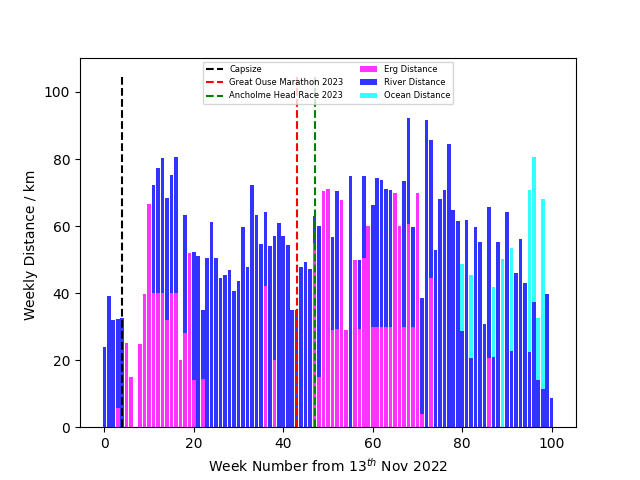 Capsize
Great Ouse Marathon 2023
Ancholme Head Race 2023
Erg Distance
River Distance
Ocean Distance
100
80
60
40
20
0
Weekly Distance / km
0 20 40 60 80 100
Week Number from 13th Nov 2022